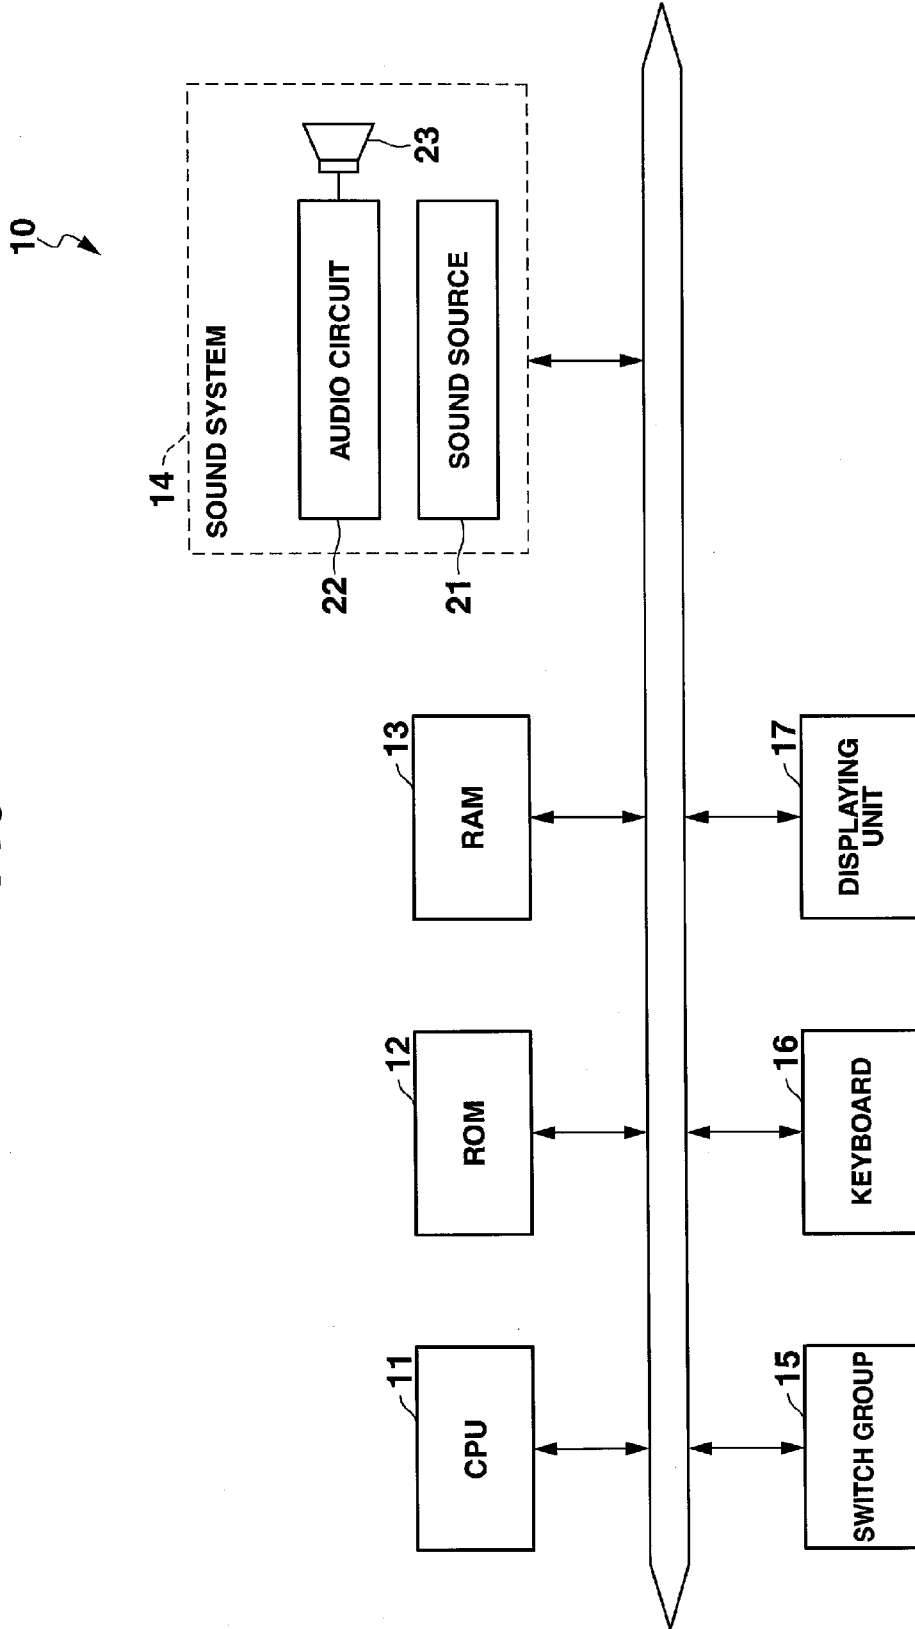 10
14
SOUND SYSTEM
22
AUDIO CIRCUIT
23
21
SOUND SOURCE
11
CPU
12
ROM
13
RAM
15
SWITCH GROUP
16
KEYBOARD
17
DISPLAYING
UNIT